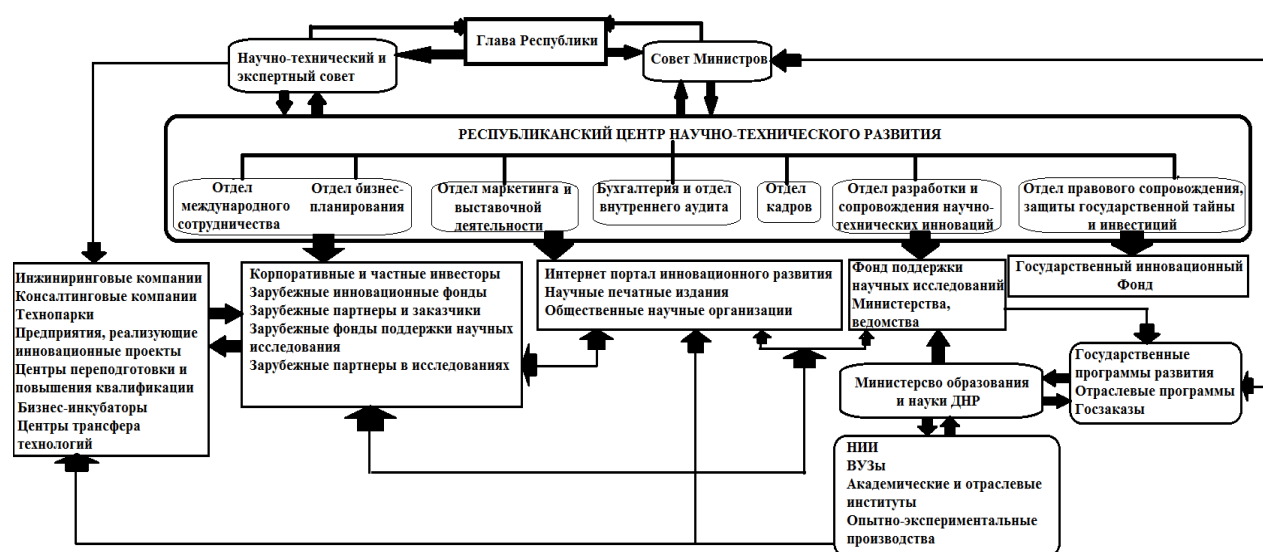 Глава Республики
Научно-технический и
экспертный совет
Совет Министров
РЕСПУБЛИКАНСКИЙ ЦЕНТР НАУЧНО-ТЕХНИЧЕСКОГО РАЗВИТИЯ
Отдел
международного
сотрудничества
Отдел бизнес-
планирования
Отдел маркетинга и
выставочной
деятельности
Бухгалтерия и отдел
внутреннего аудита
Отдел
кадров
Отдел разработки и
сопровождения научно-
технических инноваций
Отдел правового сопровождения,
защиты государственной тайны
и инвестиций
Инжиниринговые компании
Консалтинговые компании
Технопарки
Предприятия, реализующие
инновационные проекты
Центры переподготовки и
повышения квалификации
Бизнес-инкубаторы
Центры трансфера
технологий
Корпоративные и частные инвесторы
Зарубежные инновационные фонды
Зарубежные партнеры и заказчики
Зарубежные фонды поддержки научных
исследования
Зарубежные партнеры в исследованиях
Интернет портал инновационного развития
Научные печатные издания
Общественные научные организации
Фонд поддержки
научных исследований
Министерства,
ведомства
Государственный инновационный
Фонд
Государственные
программы развития
Отраслевые программы
Госзаказы
Министерсво образования
и науки ДНР
НИИ
ВУЗы
Академические и отраслевые
институты
Опытно-экспериментальные
производства